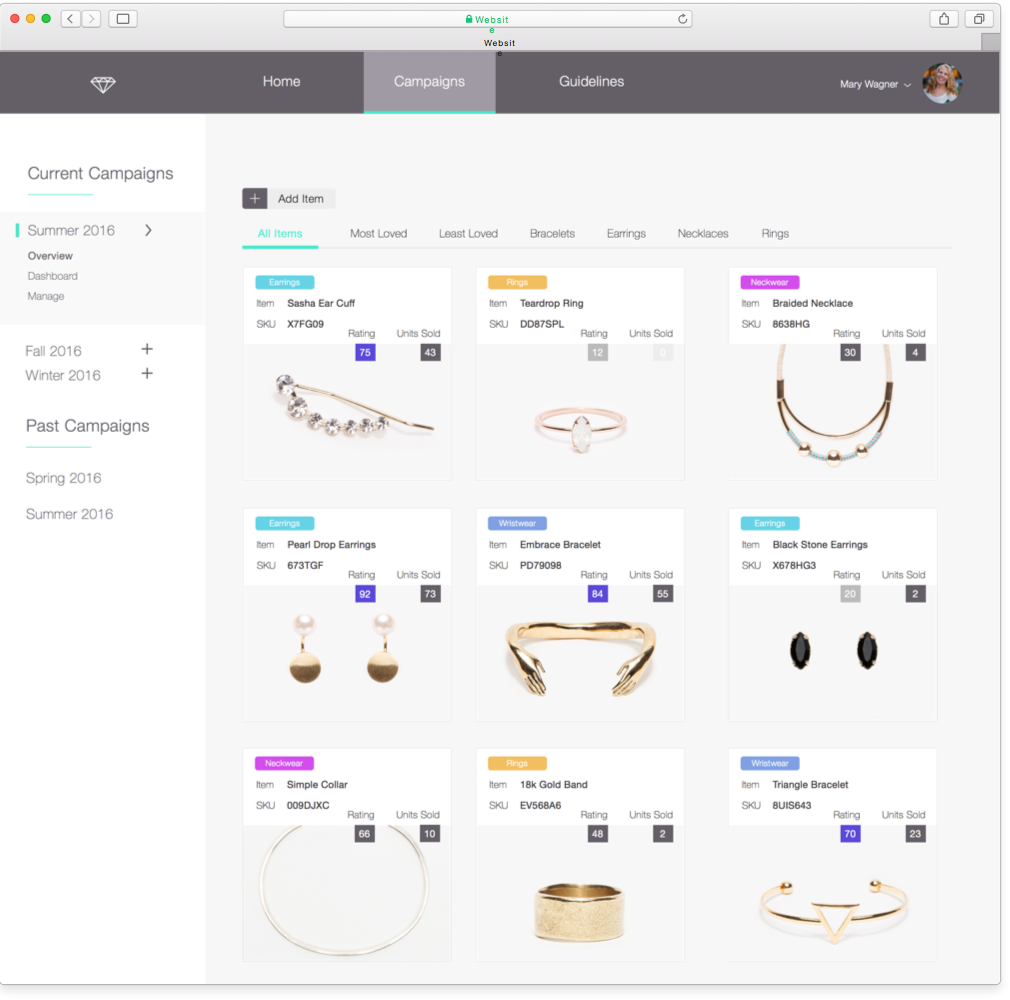 Websit
e
Websit
e
Home
Campaigns
Guidelines
Mary Wagner
Current Campaigns
Summer 2016
Overview
Dashboard
Manage
Fall 2016
Winter 2016
Past Campaigns
Spring 2016
Summer 2016
Add Item
All Items
Most Loved
Least Loved
Bracelets
Earrings
Necklaces
Rings
Earrings
Item Sasha Ear Cuff
SKU X7FG09
Rating Units Sold
75 43
Rings
Item Teardrop Ring
SKU DD87SPL
Rating Units Sold
12 0
Neckwear
Item Braided Necklace
SKU 8638HG
Rating Units Sold
30 4
Earrings
Item Pearl Drop Earrings
SKU 673TGF
Rating Units Sold
92 73
Wristwear
Item Embrace Bracelet
SKU PD79098
Rating Units Sold
84 55
Earrings
Item Black Stone Earrings
SKU X678HG3
Rating Units Sold
20 2
Neckwear
Item Simple Collar
SKU 009DJXC
Rating Units Sold
66 10
Rings
Item 18k Gold Band
SKU EV568A6
Rating Units Sold
48 2
Wristwear
Item Triangle Bracelet
SKU 8UIS643
Rating Units Sold
70 23